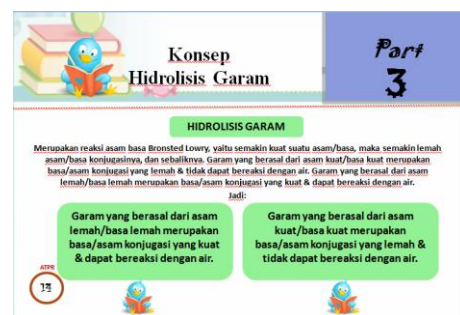 Konsep
Hidrolisis Garam
Part
3
HIDROLISIS GARAM
Merupakan reaksi asam basa Bronsted Lowry, yaitu semakin kuat suatu asam/basa, maka semakin lemah
asam/basa konjugasinya, dan sebaliknya. Garam yang berasal dari asam kuat/basa kuat merupakan
basa/asam konjugasi yang lemah & tidak dapat bereaksi dengan air. Garam yang berasal dari asam
lemah/basa lemah merupakan basa/asam konjugasi yang kuat & dapat bereaksi dengan air.
Jadi:
Garam yang berasal dari asam
lemah/basa lemah merupakan
basa/asam konjugasi yang kuat
& dapat bereaksi dengan air.
Garam yang berasal dari asam
kuat/basa kuat merupakan
basa/asam konjugasi yang lemah &
tidak dapat bereaksi dengan air.
ATPR